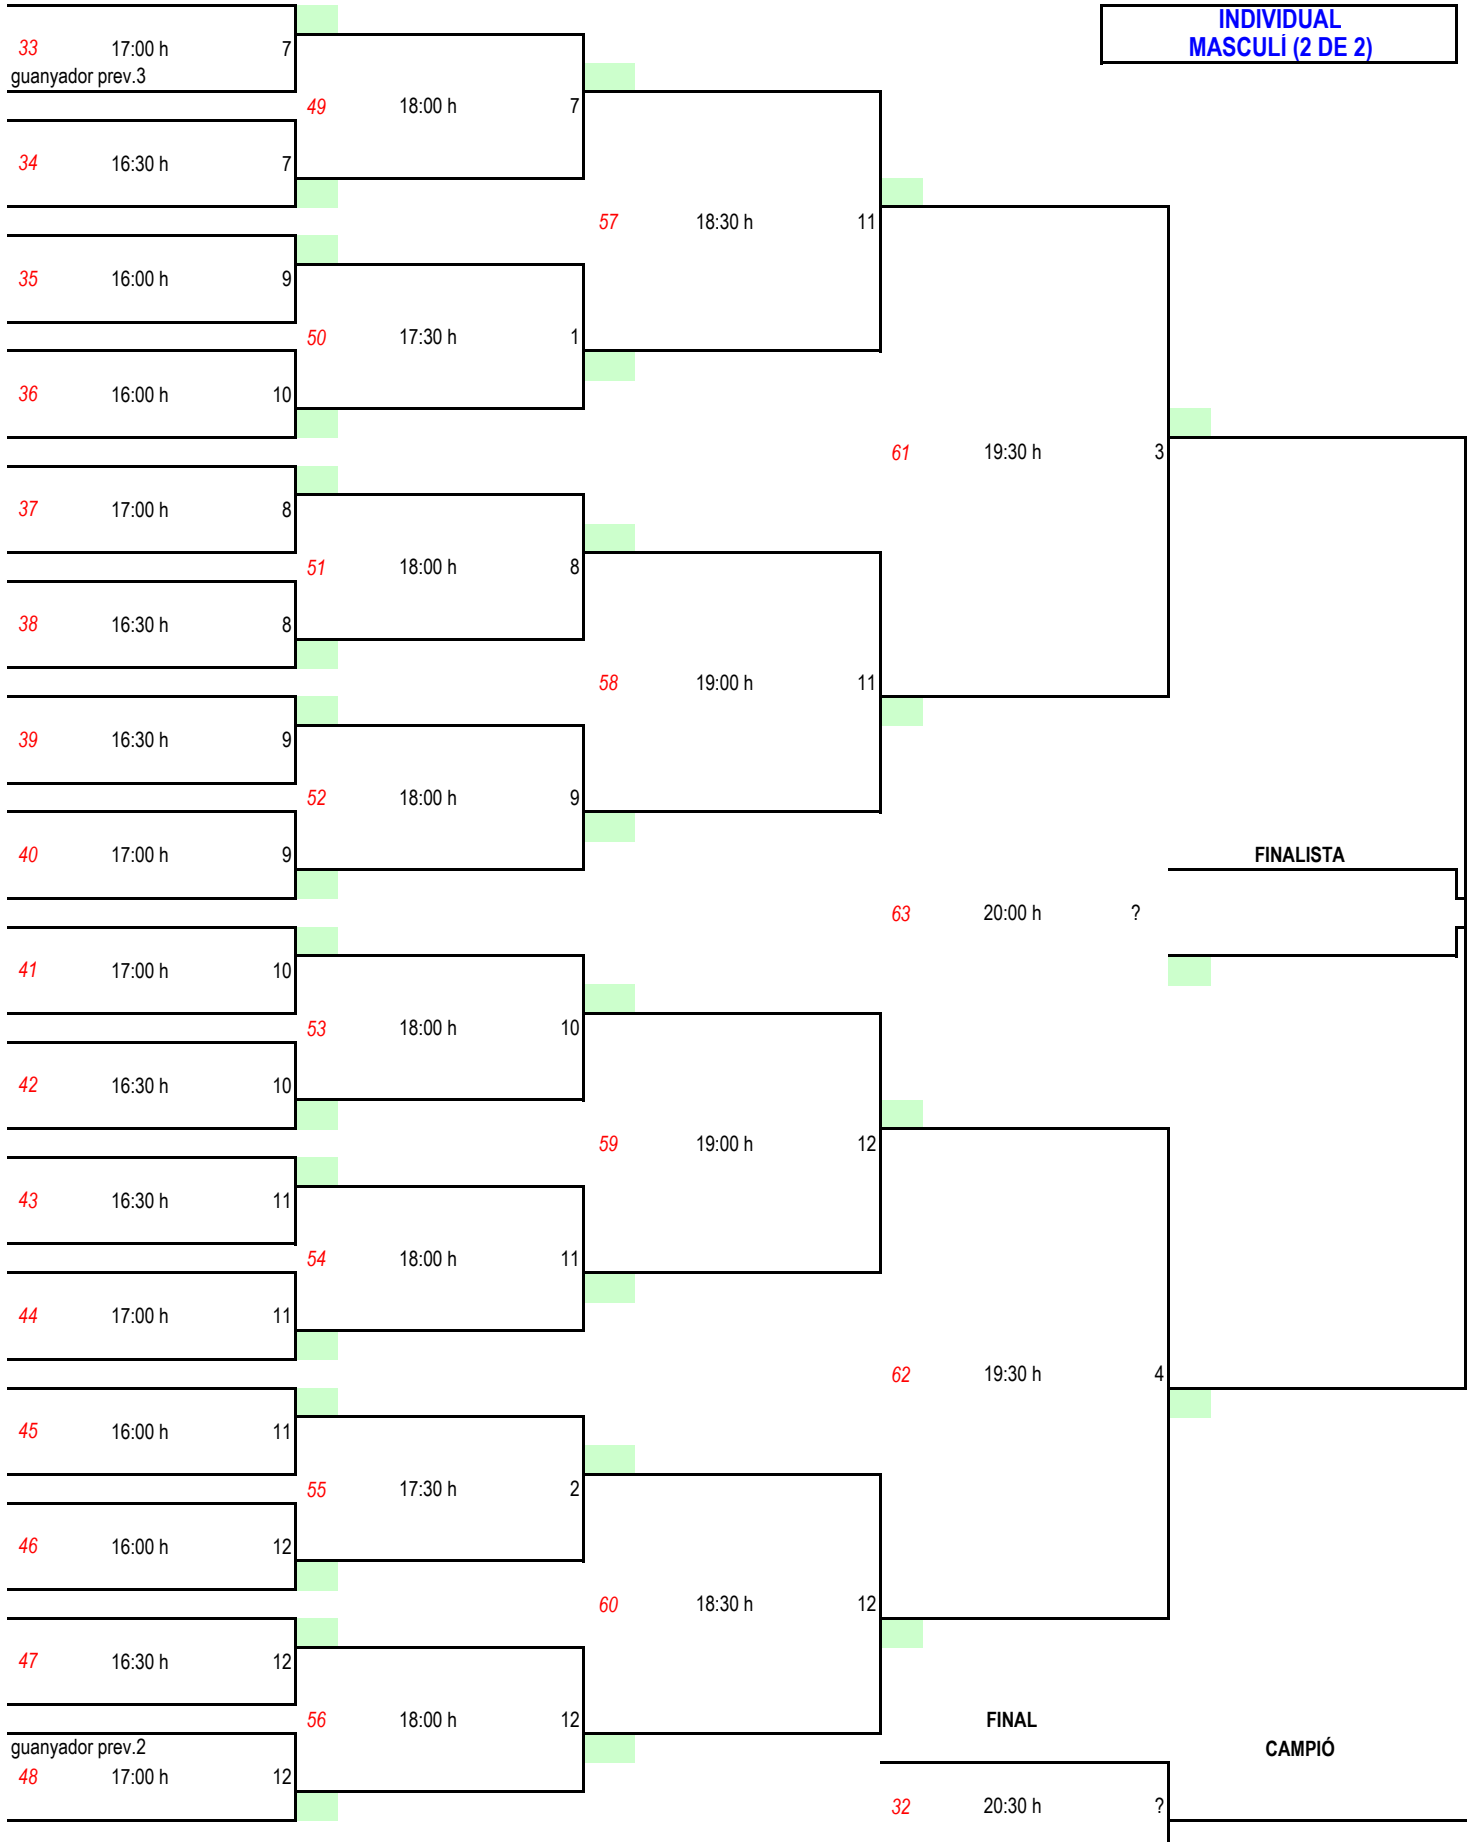 INDIVIDUAL
MASCULÍ (2 DE 2)
33 17:00 h 7
guanyador prev.3
49 18:00 h 7
34 16:30 h 7
57 18:30 h 11
35 16:00 h 9
50 17:30 h 1
36 16:00 h 10
61 19:30 h 3
37 17:00 h 8
51 18:00 h 8
38 16:30 h 8
58 19:00 h 11
39 16:30 h 9
52 18:00 h 9
40 17:00 h 9
FINALISTA
63 20:00 h ?
41 17:00 h 10
53 18:00 h 10
42 16:30 h 10
59 19:00 h 12
43 16:30 h 11
54 18:00 h 11
44 17:00 h 11
62 19:30 h 4
45 16:00 h 11
55 17:30 h 2
46 16:00 h 12
60 18:30 h 12
47 16:30 h 12
56 18:00 h 12
FINAL
guanyador prev.2
CAMPIÓ
48 17:00 h 12
32 20:30 h ?